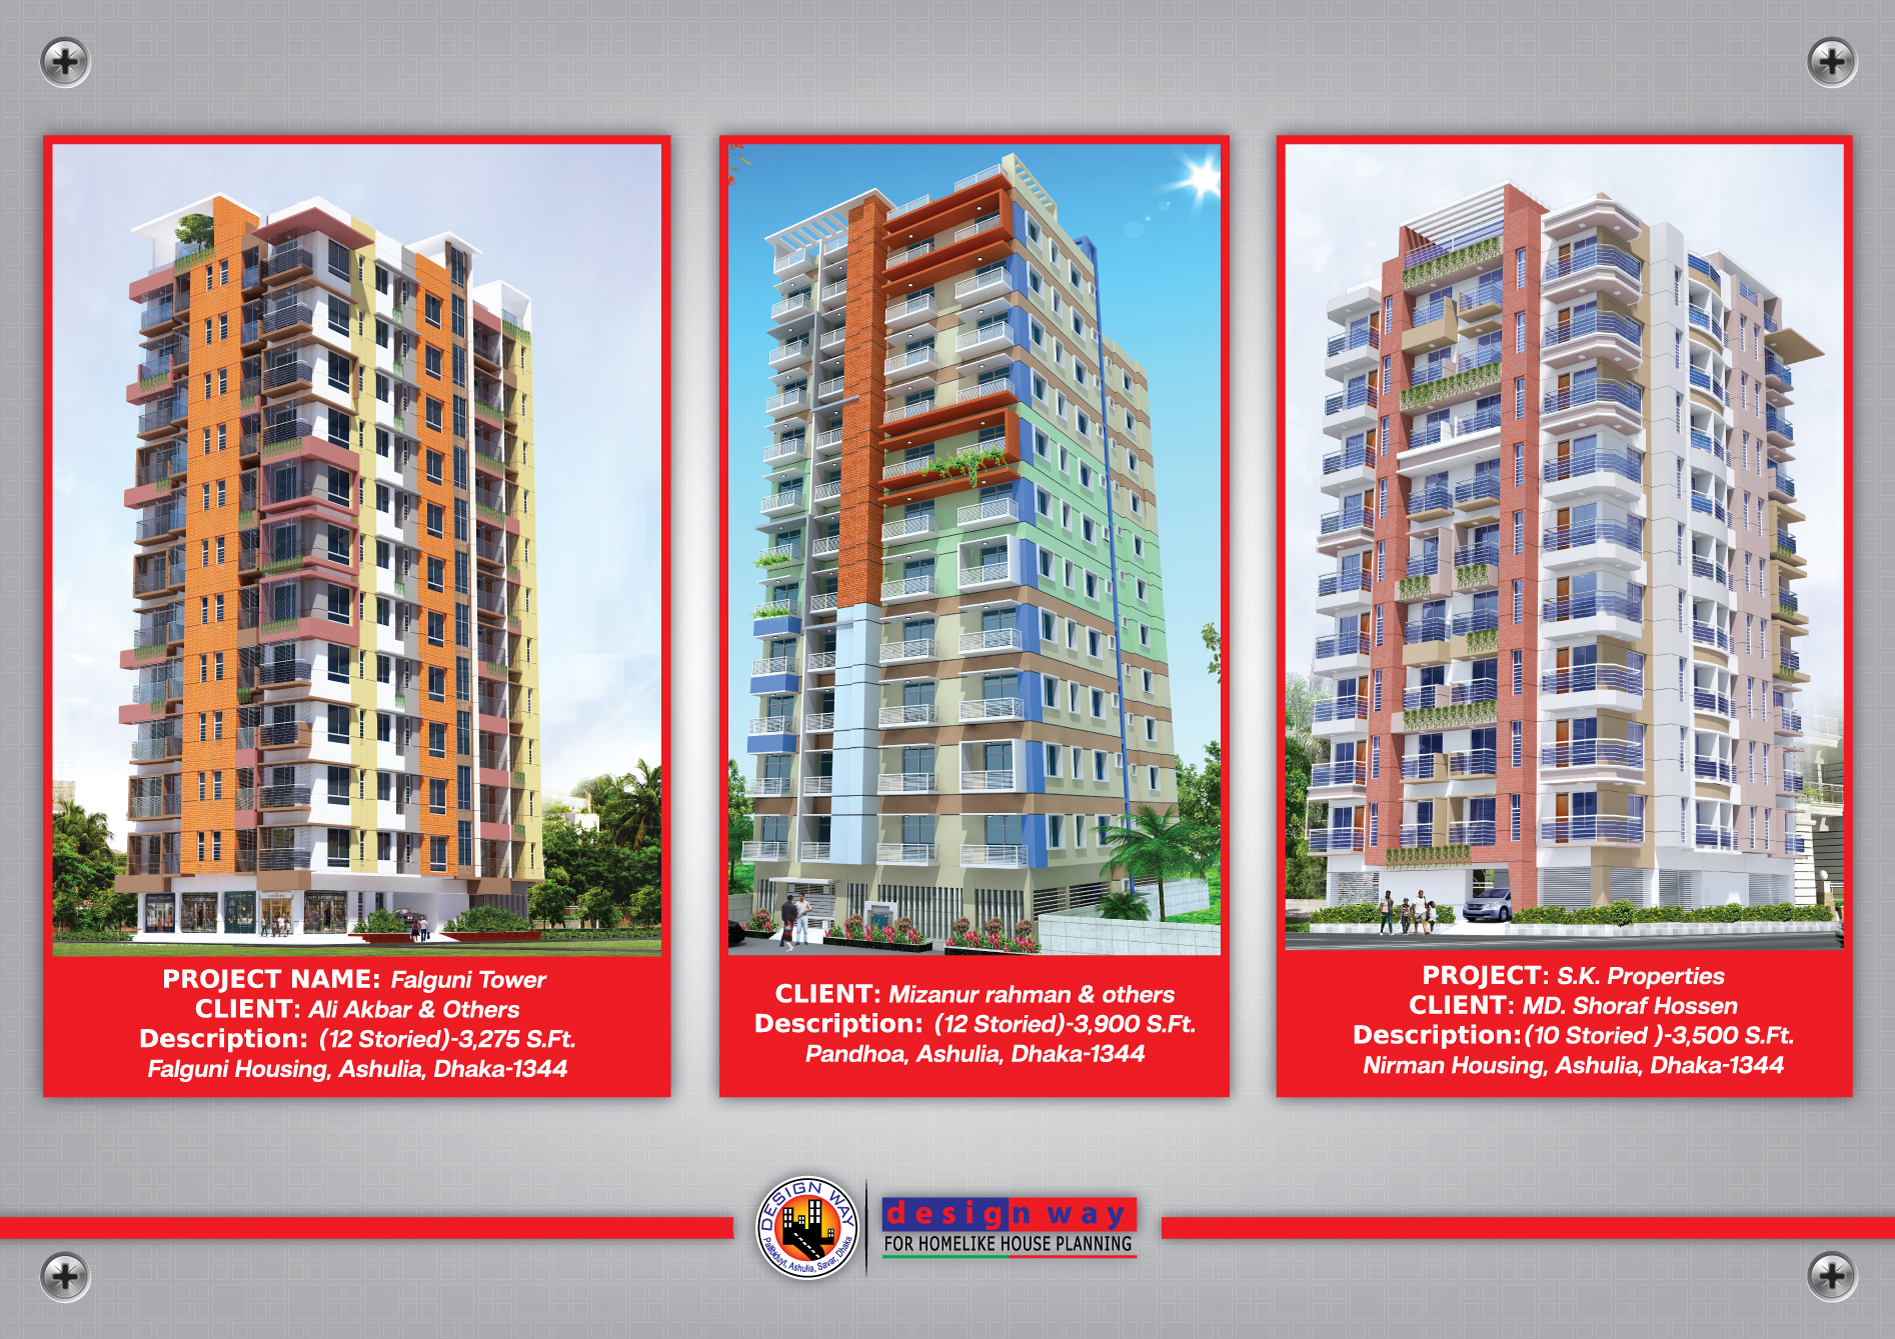 PROJECT NAME: Falguni Tower
CLIENT: Ali Akbar & Others
Description: (12 Storied)-3,275 S.Ft.
Falguni Housing, Ashulia, Dhaka-1344
CLIENT: Mizanur rahman & others
Description: (12 Storied)-3,900 S.Ft.
Pandhoa, Ashulia, Dhaka-1344
PROJECT: S.K. Properties
CLIENT: MD. Shoraf Hossen
Description:(10 Storied )-3,500 S.Ft.
Nirman Housing, Ashulia, Dhaka-1344
DESIGN WAY
Ashulia, Savar, Dhaka
design way
FOR HOMELIKE HOUSE PLANNING